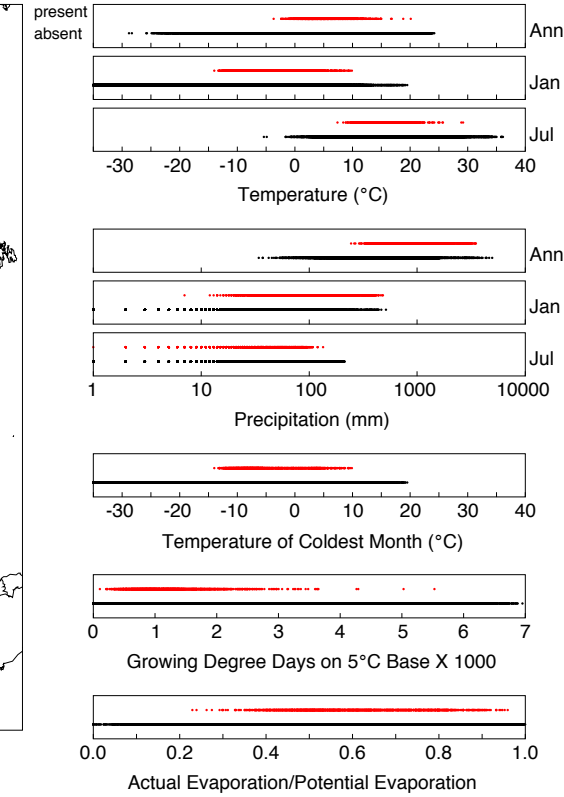 present
absent
Ann
Jan
Jul
-30 -20 -10 0 10 20 30 40
Temperature (°C)
Ann
Jan
Jul
1 10 100 1000 10000
Precipitation (mm)
-30 -20 -10 0 10 20 30 40
Temperature of Coldest Month (°C)
0 1 2 3 4 5 6 7
Growing Degree Days on 5°C Base X 1000
0.0 0.2 0.4 0.6 0.8 1.0
Actual Evaporation/Potential Evaporation